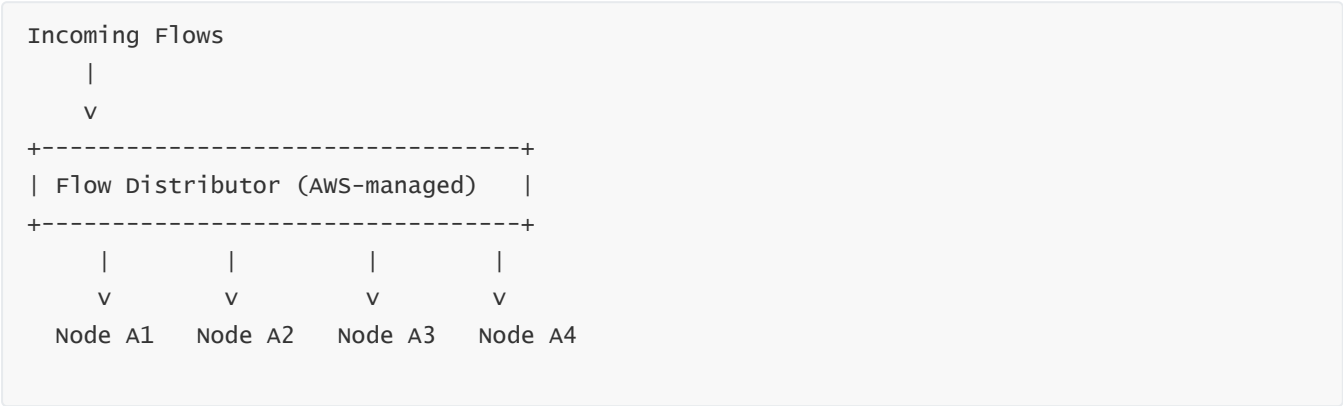 Incoming Flows
    |
    v
+----------------------------------+
| Flow Distributor (AWS-managed)   |
+----------------------------------+
     |        |         |        |
     v        v         v        v
  Node A1   Node A2   Node A3   Node A4